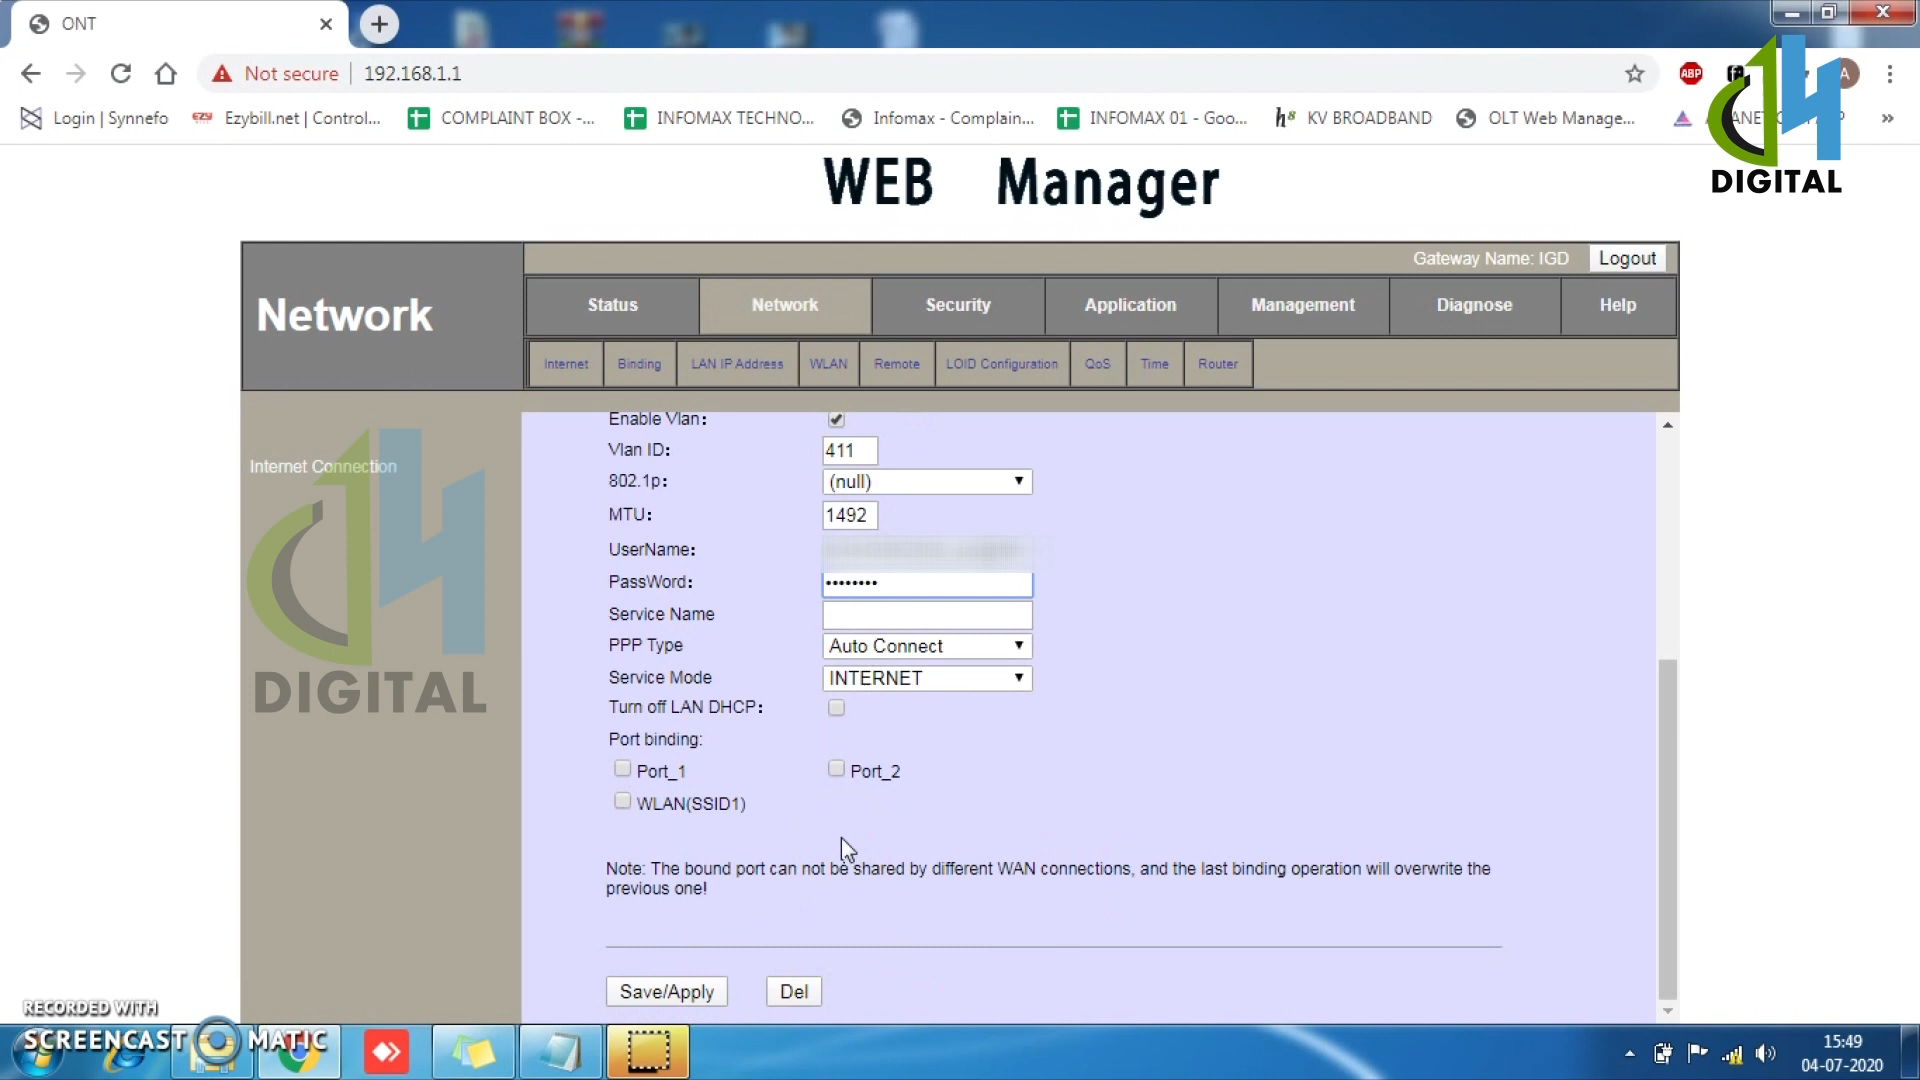 ONT
Not secure
192.168.1.1
ABP
A
Login | Synnefo
EZY
Ezybill.net | Control...
COMPLAINT BOX -...
INFOMAX TECHNO...
Infomax - Complain...
INFOMAX 01 - Goo...
h8 KV BROADBAND
OLT Web Manage...
»
DIGITAL
WEB Manager
Gateway Name: IGD
Logout
Network
Status
Network
Security
Application
Management
Diagnose
Help
Internet
Binding
LAN IP Address
WLAN
Remote
LOID Configuration
QoS
Time
Router
Internet Connection
DIGITAL
Enable Vlan:
Vlan ID: 411
802.1p: (null)
MTU: 1492
UserName:
PassWord: ••••••••
Service Name
PPP Type Auto Connect
Service Mode INTERNET
Turn off LAN DHCP:
Port binding:
Port_1 Port_2
WLAN(SSID1)
Note: The bound port can not be shared by different WAN connections, and the last binding operation will overwrite the
previous one!
Save/Apply Del
RECORDED WITH
SCREENCAST MATIC
15:49
04-07-2020